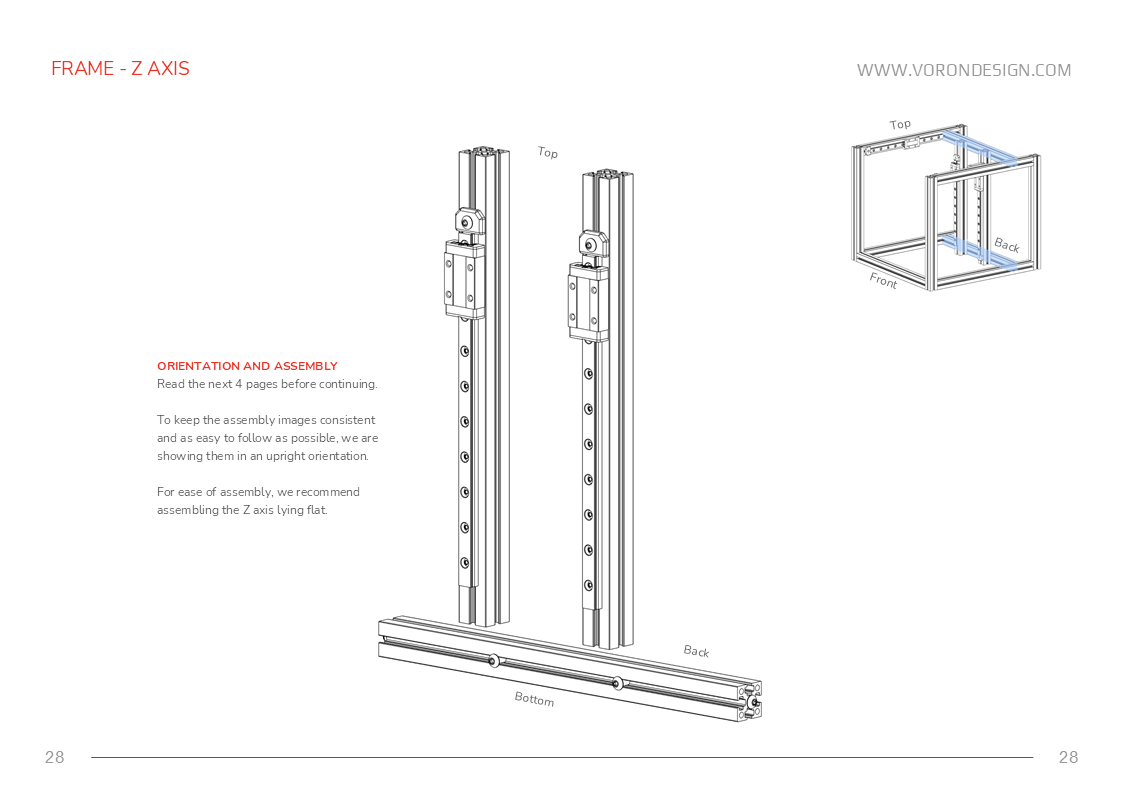 FRAME - Z AXIS
WWW.VORONDESIGN.COM
Top
Back
Front
Top
ORIENTATION AND ASSEMBLY
Read the next 4 pages before continuing.
To keep the assembly images consistent
and as easy to follow as possible, we are
showing them in an upright orientation.
For ease of assembly, we recommend
assembling the Z axis lying flat.
Back
Bottom
28
28